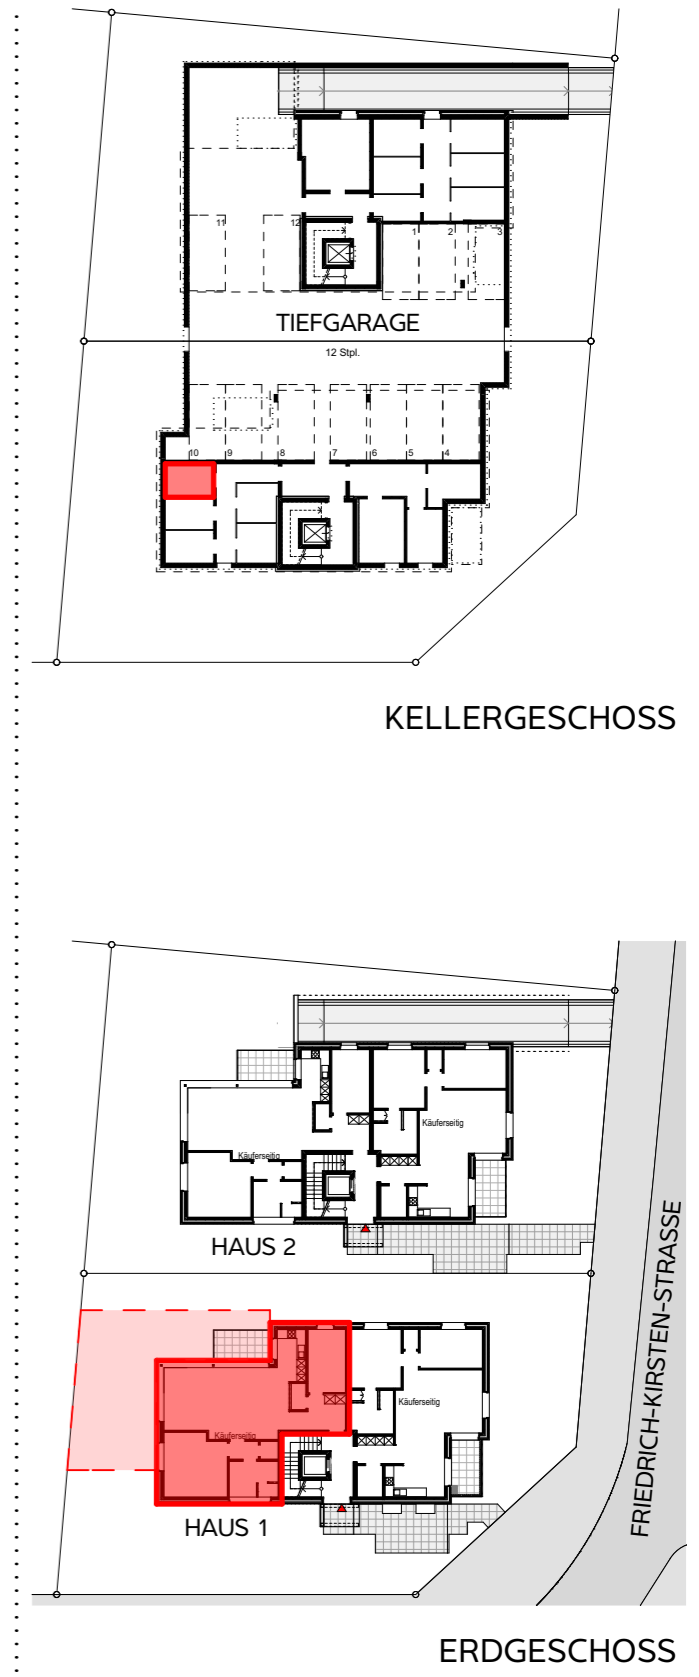 11
12
1
2
3
TIEFGARAGE
12 Stpl.
10
9
8
7
6
5
4
KELLERGESCHOSS
Käuferseitig
Käuferseitig
HAUS 2
FRIEDRICH-KIRSTEN-STRASSE
Käuferseitig
Käuferseitig
HAUS 1
ERDGESCHOSS